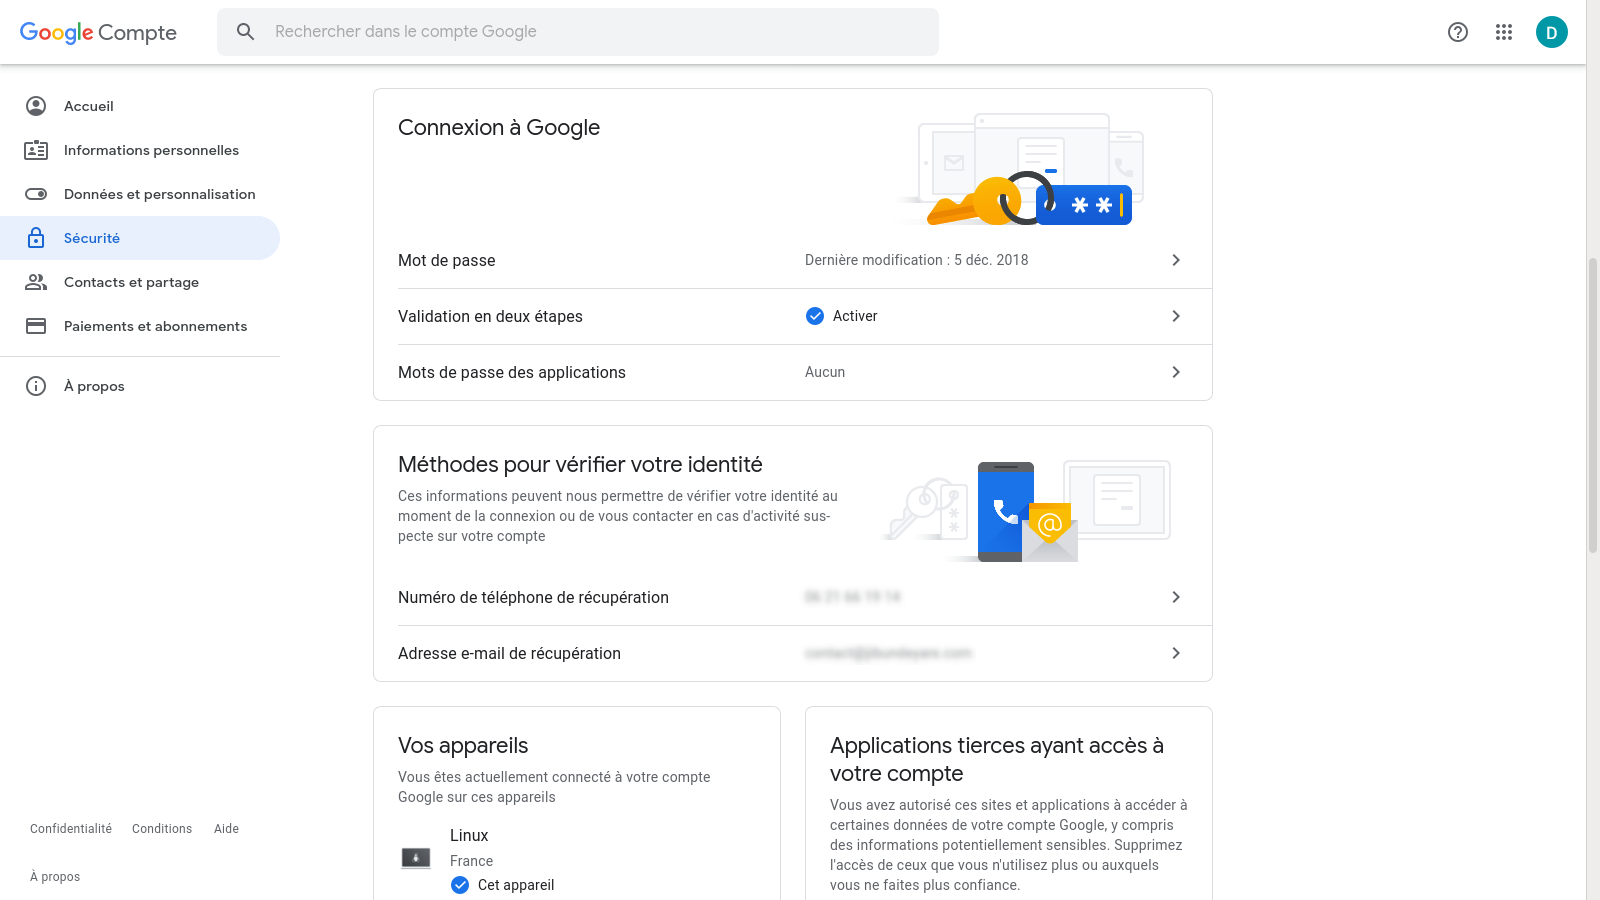 Google Compte
Rechercher dans le compte Google
D
Accueil
Informations personnelles
Données et personnalisation
Sécurité
Contacts et partage
Paiements et abonnements
À propos
Confidentialité Conditions Aide
À propos
Connexion à Google
Mot de passe Dernière modification : 5 déc. 2018
Validation en deux étapes Activer
Mots de passe des applications Aucun
Méthodes pour vérifier votre identité
Ces informations peuvent nous permettre de vérifier votre identité au
moment de la connexion ou de vous contacter en cas d'activité sus-
pecte sur votre compte
Numéro de téléphone de récupération
Adresse e-mail de récupération
Vos appareils
Vous êtes actuellement connecté à votre compte
Google sur ces appareils
Linux
France
Cet appareil
Applications tierces ayant accès à
votre compte
Vous avez autorisé ces sites et applications à accéder à
certaines données de votre compte Google, y compris
des informations potentiellement sensibles. Supprimez
l'accès de ceux que vous n'utilisez plus ou auxquels
vous ne faites plus confiance.